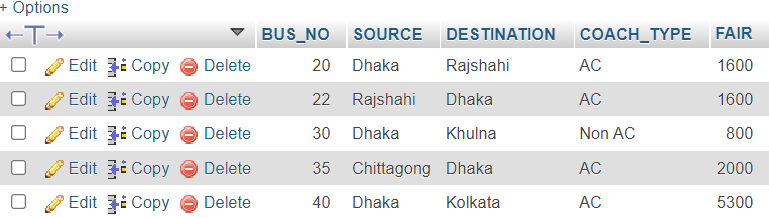 + Options
←T→ BUS_NO SOURCE DESTINATION COACH_TYPE FAIR
Edit Copy Delete 20 Dhaka Rajshahi AC 1600
Edit Copy Delete 22 Rajshahi Dhaka AC 1600
Edit Copy Delete 30 Dhaka Khulna Non AC 800
Edit Copy Delete 35 Chittagong Dhaka AC 2000
Edit Copy Delete 40 Dhaka Kolkata AC 5300